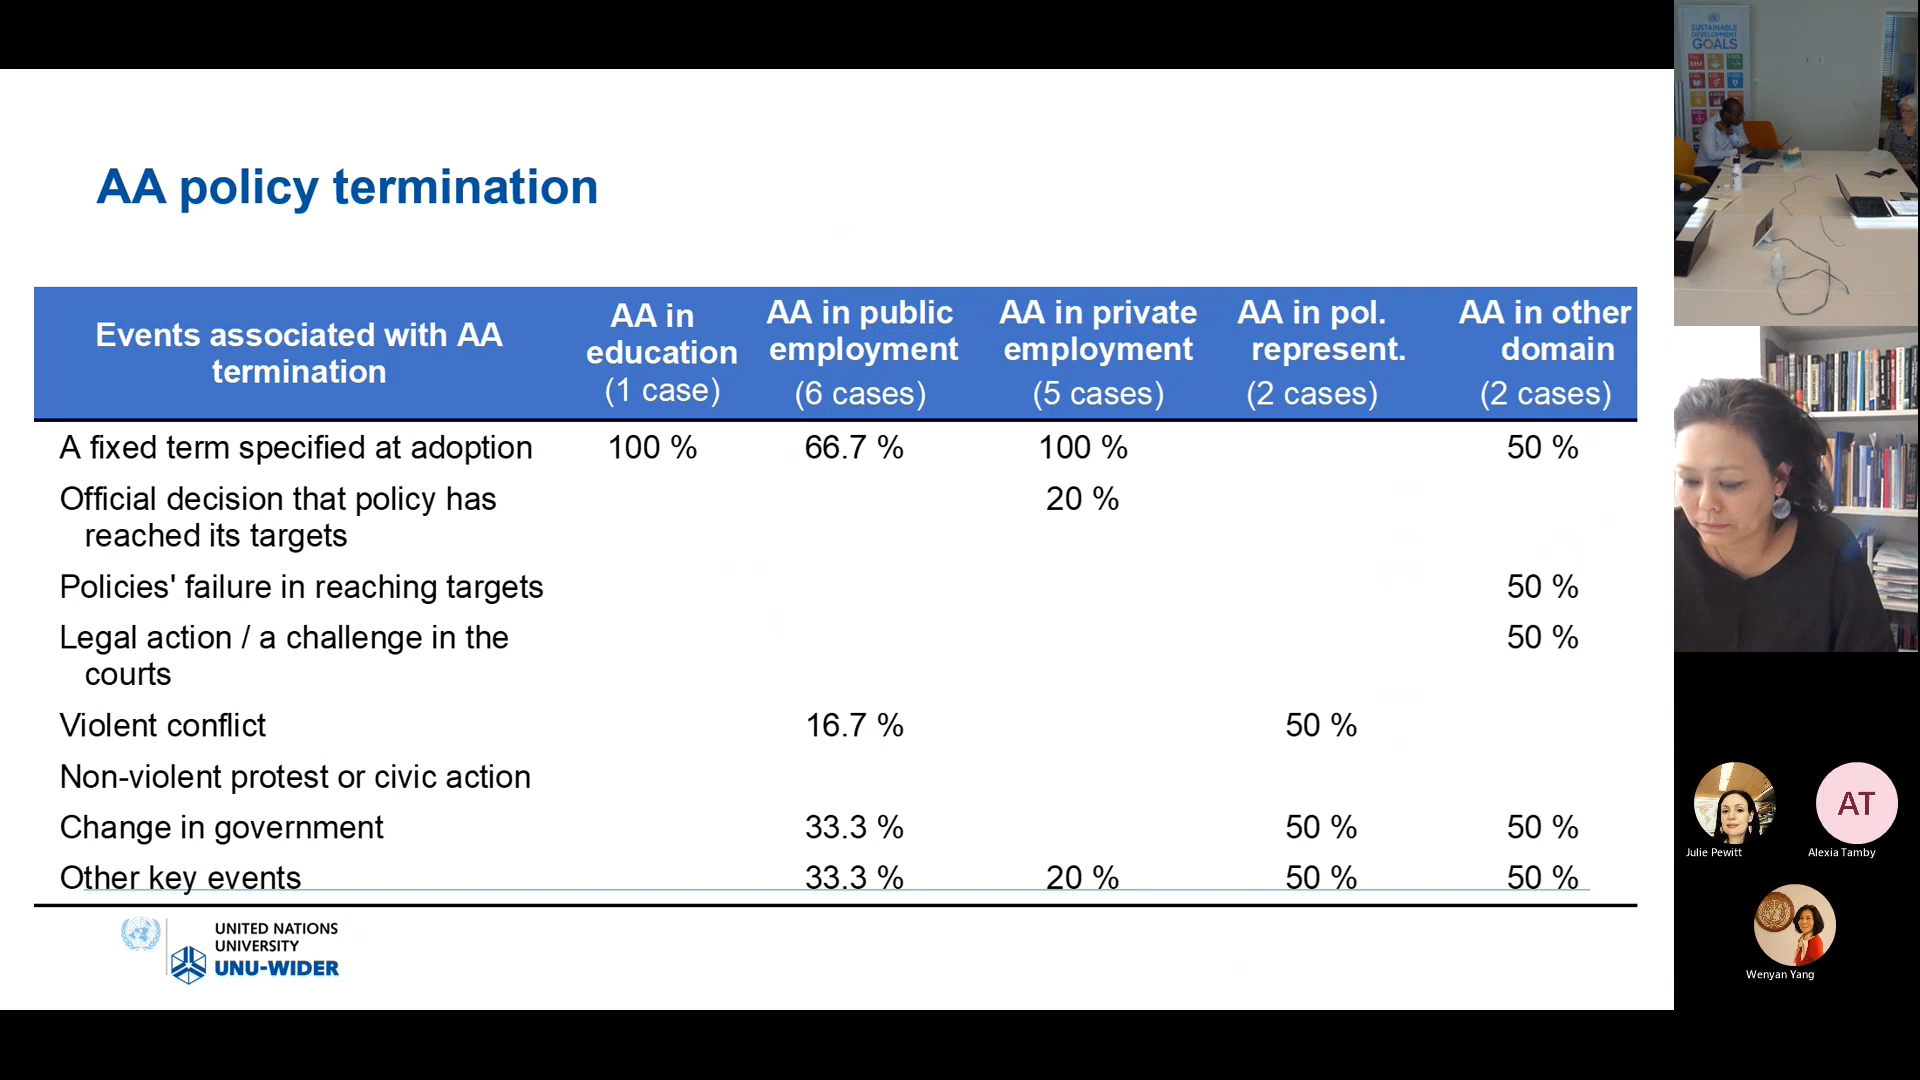 AA policy termination
Events associated with AA
termination
AA in
education
(1 case)
AA in public
employment
(6 cases)
AA in private
employment
(5 cases)
AA in pol.
represent.
(2 cases)
AA in other
domain
(2 cases)
A fixed term specified at adoption 100 % 66.7 % 100 % 50 %
Official decision that policy has
reached its targets
20 %
Policies' failure in reaching targets 50 %
Legal action / a challenge in the
courts
50 %
Violent conflict 16.7 % 50 %
Non-violent protest or civic action
Change in government 33.3 % 50 % 50 %
Other key events 33.3 % 20 % 50 % 50 %
UNITED NATIONS
UNIVERSITY
UNU-WIDER
SUSTAINABLE
DEVELOPMENT
GOALS
AT
Julie Pewitt
Alexia Tamby
Wenyan Yang